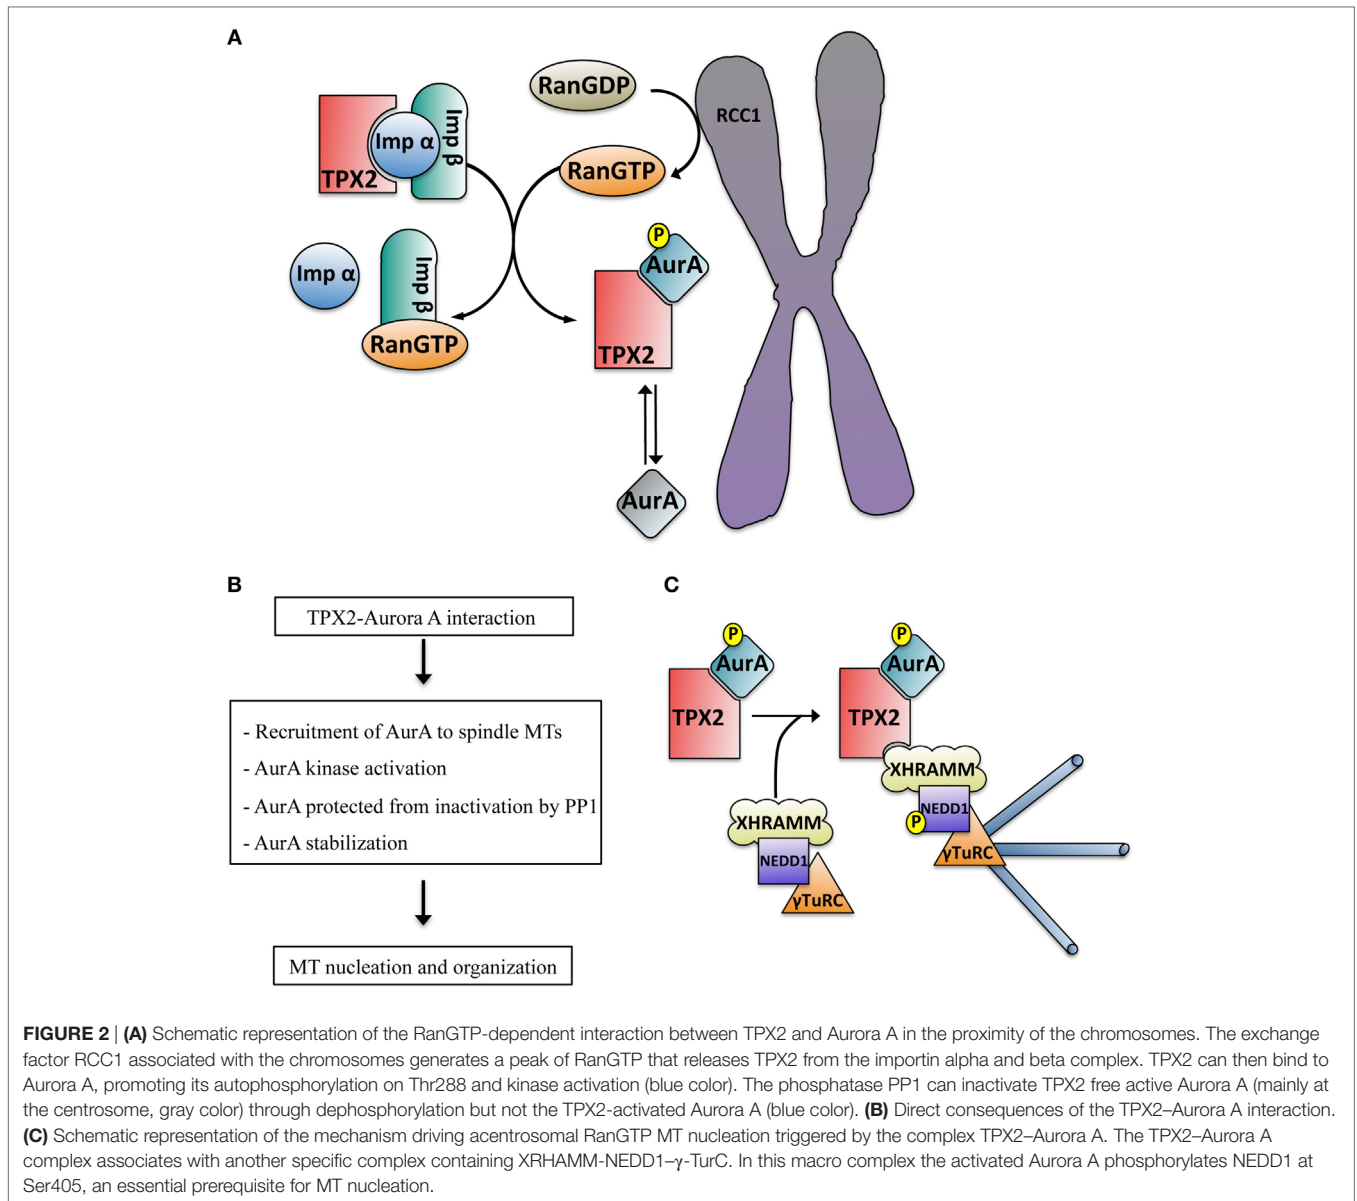 A
RanGDP
RCC1
Imp β
Imp α
TPX2
RanGTP
P
AurA
Imp α
Imp β
RanGTP
TPX2
AurA
B
TPX2-Aurora A interaction
- Recruitment of AurA to spindle MTs
- AurA kinase activation
- AurA protected from inactivation by PP1
- AurA stabilization
MT nucleation and organization
C
P
AurA
TPX2
XHRAMM
NEDD1
γTuRC
P
AurA
TPX2
XHRAMM
NEDD1
P
γTuRC
FIGURE 2 | (A) Schematic representation of the RanGTP-dependent interaction between TPX2 and Aurora A in the proximity of the chromosomes. The exchange
factor RCC1 associated with the chromosomes generates a peak of RanGTP that releases TPX2 from the importin alpha and beta complex. TPX2 can then bind to
Aurora A, promoting its autophosphorylation on Thr288 and kinase activation (blue color). The phosphatase PP1 can inactivate TPX2 free active Aurora A (mainly at
the centrosome, gray color) through dephosphorylation but not the TPX2-activated Aurora A (blue color). (B) Direct consequences of the TPX2–Aurora A interaction.
(C) Schematic representation of the mechanism driving acentrosomal RanGTP MT nucleation triggered by the complex TPX2–Aurora A. The TPX2–Aurora A
complex associates with another specific complex containing XRHAMM-NEDD1–γ-TurC. In this macro complex the activated Aurora A phosphorylates NEDD1 at
Ser405, an essential prerequisite for MT nucleation.